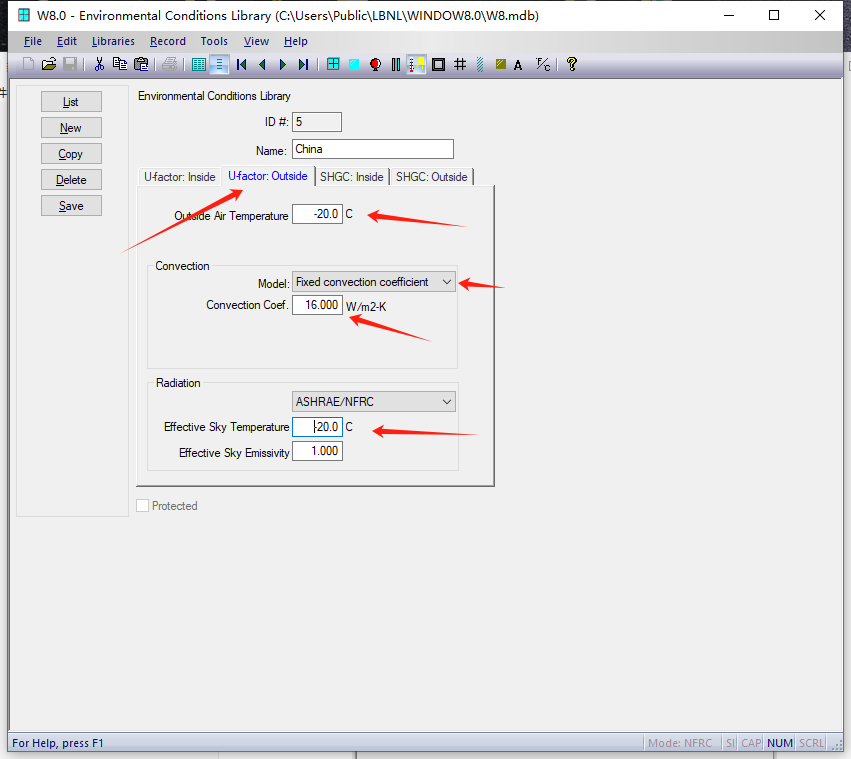 W8.0 - Environmental Conditions Library (C:\Users\Public\LBNL\WINDOW8.0\W8.mdb)
File Edit Libraries Record Tools View Help
A °F/C ?
件
List
New
Copy
Delete
Save
Environmental Conditions Library
ID #: 5
Name: China
U-factor: Inside U-factor: Outside SHGC: Inside SHGC: Outside
Outside Air Temperature -20.0 C
Convection
Model: Fixed convection coefficient
Convection Coef. 16.000 W/m2-K
Radiation
ASHRAE/NFRC
Effective Sky Temperature -20.0 C
Effective Sky Emissivity 1.000
Protected
For Help, press F1 Mode: NFRC SI CAP NUM SCRL